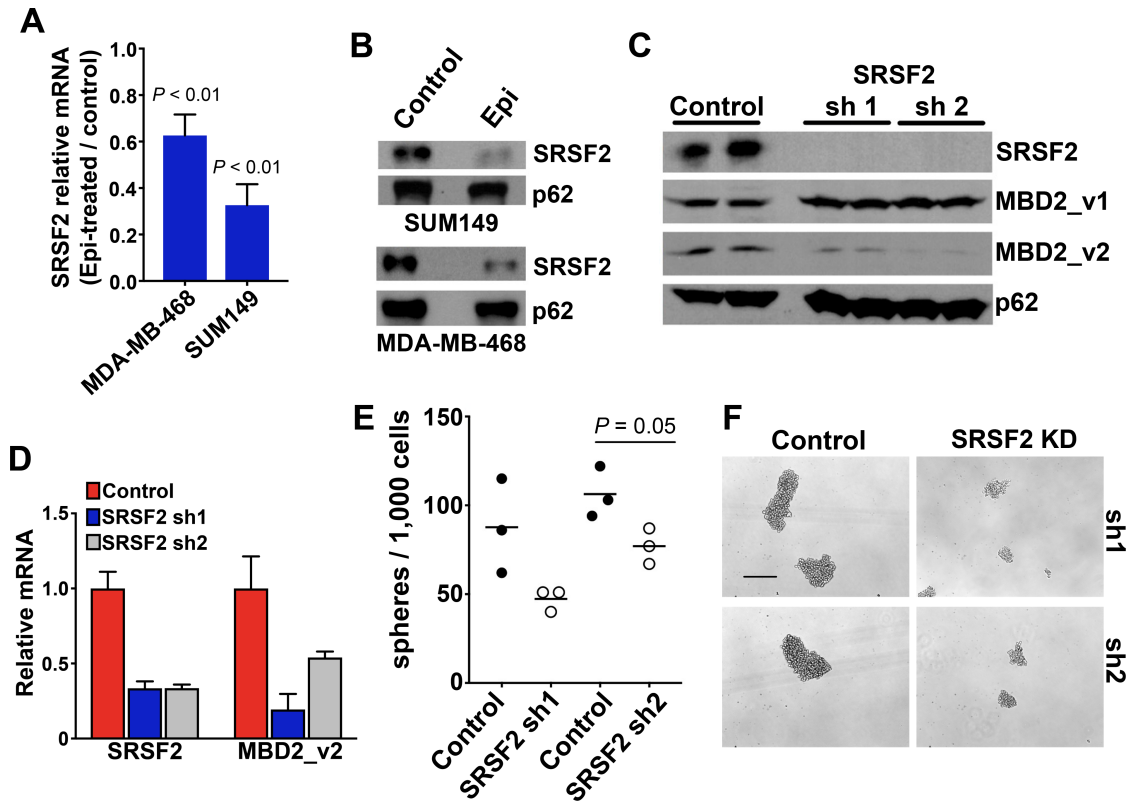 A
SRSF2 relative mRNA
(Epi-treated / control)
1.0
0.8
0.6
0.4
0.2
0.0
P < 0.01
P < 0.01
MDA-MB-468
SUM149
B
Control
Epi
SRSF2
p62
SUM149
SRSF2
p62
MDA-MB-468
C
SRSF2
Control
sh 1
sh 2
SRSF2
MBD2_v1
MBD2_v2
p62
D
Control
SRSF2 sh1
SRSF2 sh2
Relative mRNA
1.5
1.0
0.5
0
SRSF2
MBD2_v2
E
spheres / 1,000 cells
150
100
50
0
P = 0.05
Control
SRSF2 sh1
Control
SRSF2 sh2
F
Control
SRSF2 KD
sh1
sh2